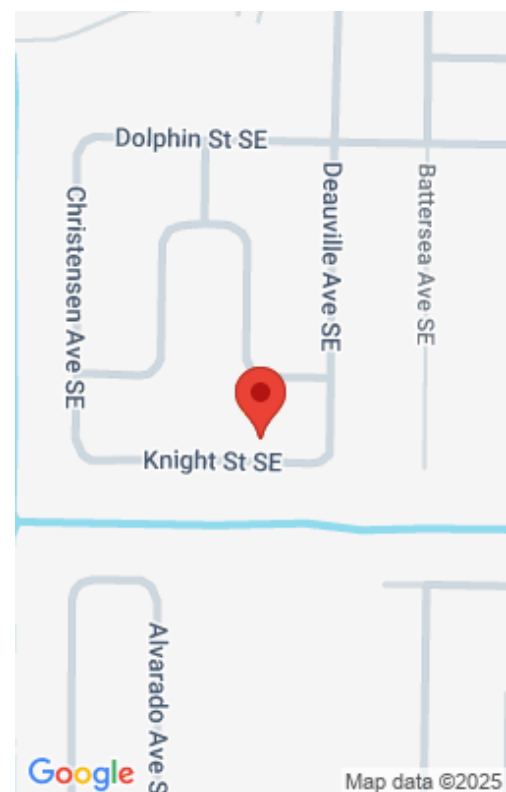 Dolphin St SE
Christensen Ave SE
Deauville Ave SE
Battersea Ave SE
Knight St SE
Alvarado Ave S
Google
Map data ©2025